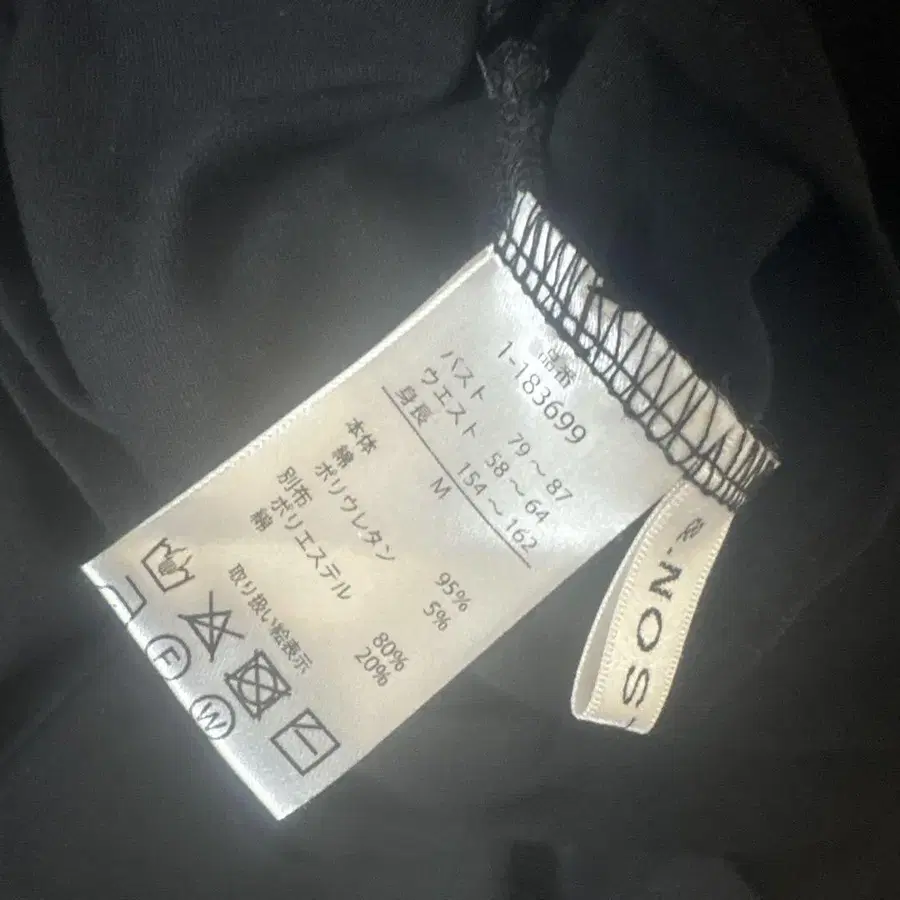 品番
1-183699
バスト 79～87
ウエスト 58～64
身長 154～162
M
本体
綿 95%
ポリウレタン 5%
別布
ポリエステル 80%
綿 20%
取り扱い絵表示
F
W
SON.&